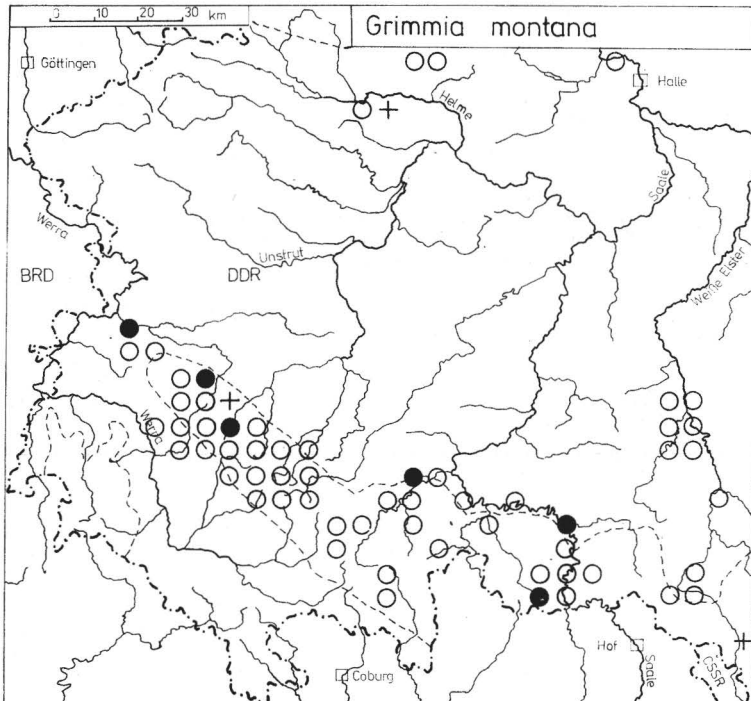 0 10 20 30 km
Grimmia montana
Göttingen
Halle
Helme
Saale
Werra
Unstrut
Weiße Elster
BRD
DDR
Werra
Hof
Saale
ČSSR
Coburg